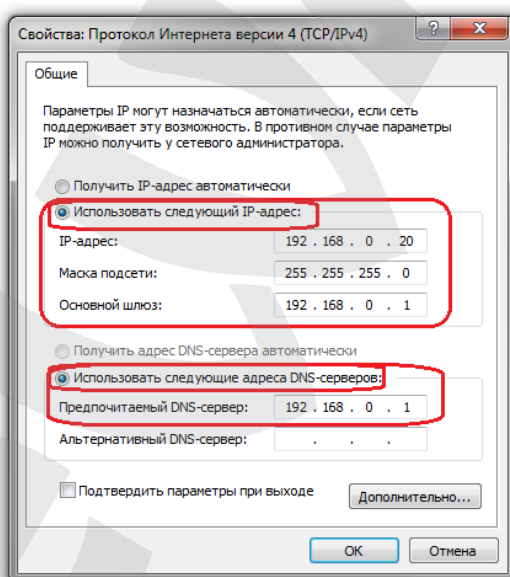 Свойства: Протокол Интернета версии 4 (TCP/IPv4)
?
X
Общие
Параметры IP могут назначаться автоматически, если сеть
поддерживает эту возможность. В противном случае параметры
IP можно получить у сетевого администратора.
Получить IP-адрес автоматически
Использовать следующий IP-адрес:
IP-адрес: 192 . 168 . 0 . 20
Маска подсети: 255 . 255 . 255 . 0
Основной шлюз: 192 . 168 . 0 . 1
Получить адрес DNS-сервера автоматически
Использовать следующие адреса DNS-серверов:
Предпочитаемый DNS-сервер: 192 . 168 . 0 . 1
Альтернативный DNS-сервер: . . .
Подтвердить параметры при выходе
Дополнительно...
ОК Отмена